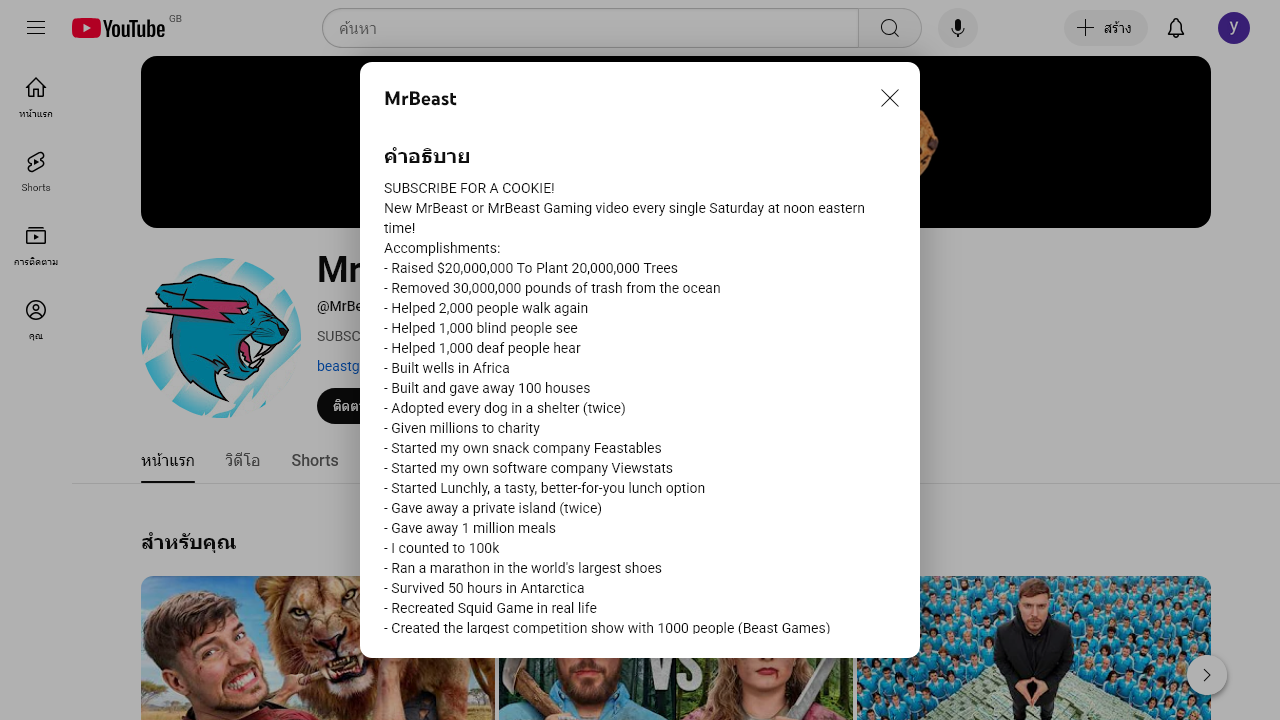 YouTube GB
ค้นหา
สร้าง
y
หน้าแรก
Shorts
การติดตาม
คุณ
MrBeast
คำอธิบาย
SUBSCRIBE FOR A COOKIE!
New MrBeast or MrBeast Gaming video every single Saturday at noon eastern
time!
Accomplishments:
- Raised $20,000,000 To Plant 20,000,000 Trees
- Removed 30,000,000 pounds of trash from the ocean
- Helped 2,000 people walk again
- Helped 1,000 blind people see
- Helped 1,000 deaf people hear
- Built wells in Africa
- Built and gave away 100 houses
- Adopted every dog in a shelter (twice)
- Given millions to charity
- Started my own snack company Feastables
- Started my own software company Viewstats
- Started Lunchly, a tasty, better-for-you lunch option
- Gave away a private island (twice)
- Gave away 1 million meals
- I counted to 100k
- Ran a marathon in the world's largest shoes
- Survived 50 hours in Antarctica
- Recreated Squid Game in real life
- Created the largest competition show with 1000 people (Beast Games)
Mr
@MrBe
SUBSC
beastg
หน้าแรก
วิดีโอ
Shorts
สำหรับคุณ
VS